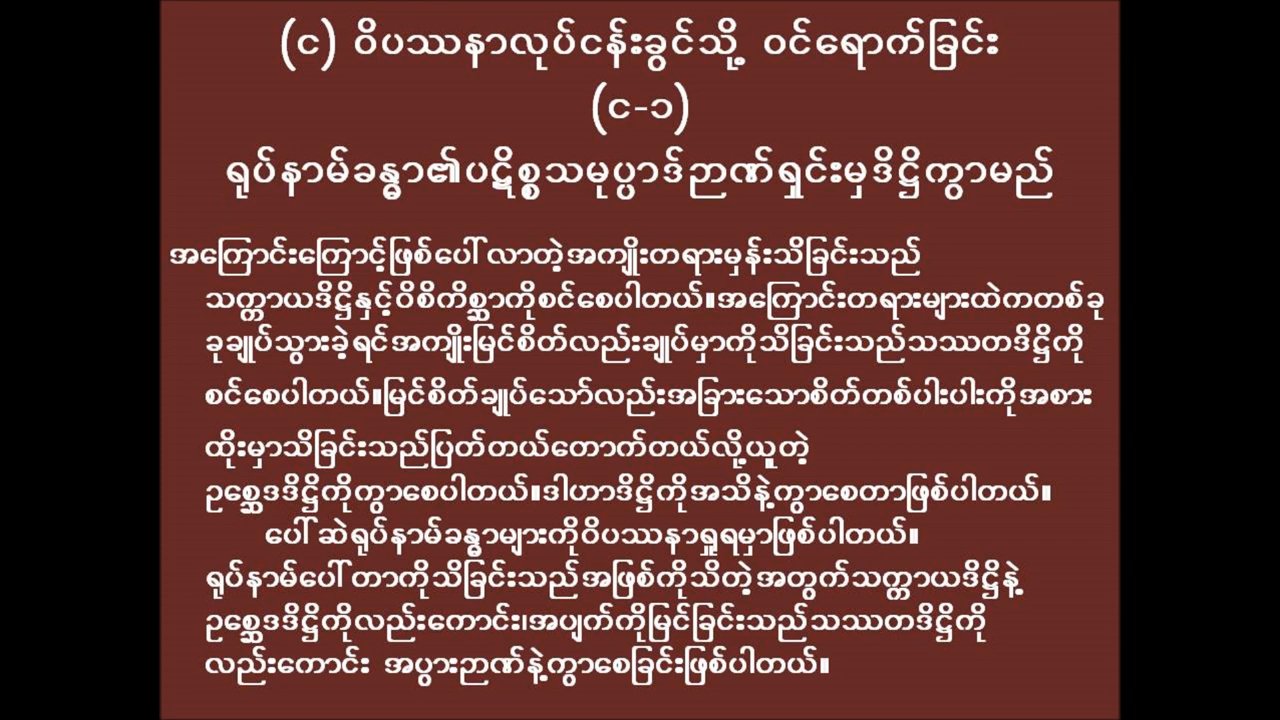 (င) ဝိပဿနာလုပ်ငန်းခွင်သို့ ဝင်ရောက်ခြင်း
(င-၁)
ရုပ်နာမ်ခန္ဓာ၏ပဋိစ္စသမုပ္ပာဒ်ဉာဏ်ရှင်းမှဒိဋ္ဌိကွာမည်
အကြောင်းကြောင့်ဖြစ်ပေါ်လာတဲ့အကျိုးတရားမှန်းသိခြင်းသည်
သက္ကာယဒိဋ္ဌိနှင့်ဝိစိကိစ္ဆာကိုစင်စေပါတယ်။အကြောင်းတရားများထဲကတစ်ခု
ခုချုပ်သွားခဲ့ရင်အကျိုးမြင်စိတ်လည်းချုပ်မှာကိုသိခြင်းသည်သဿတဒိဋ္ဌိကို
စင်စေပါတယ်။မြင်စိတ်ချုပ်သော်လည်းအခြားသောစိတ်တစ်ပါးပါးကိုအစား
ထိုးမှာသိခြင်းသည်ပြတ်တယ်တောက်တယ်လို့ယူတဲ့
ဥစ္ဆေဒဒိဋ္ဌိကိုကွာစေပါတယ်။ဒါဟာဒိဋ္ဌိကိုအသိနဲ့ကွာစေတာဖြစ်ပါတယ်။
ပေါ်ဆဲရုပ်နာမ်ခန္ဓာများကိုဝိပဿနာရှုရမှာဖြစ်ပါတယ်။
ရုပ်နာမ်ပေါ်တာကိုသိခြင်းသည်အဖြစ်ကိုသိတဲ့အတွက်သက္ကာယဒိဋ္ဌိနဲ့
ဥစ္ဆေဒဒိဋ္ဌိကိုလည်းကောင်း၊အပျက်ကိုမြင်ခြင်းသည်သဿတဒိဋ္ဌိကို
လည်းကောင်း အပွားဉာဏ်နဲ့ကွာစေခြင်းဖြစ်ပါတယ်။